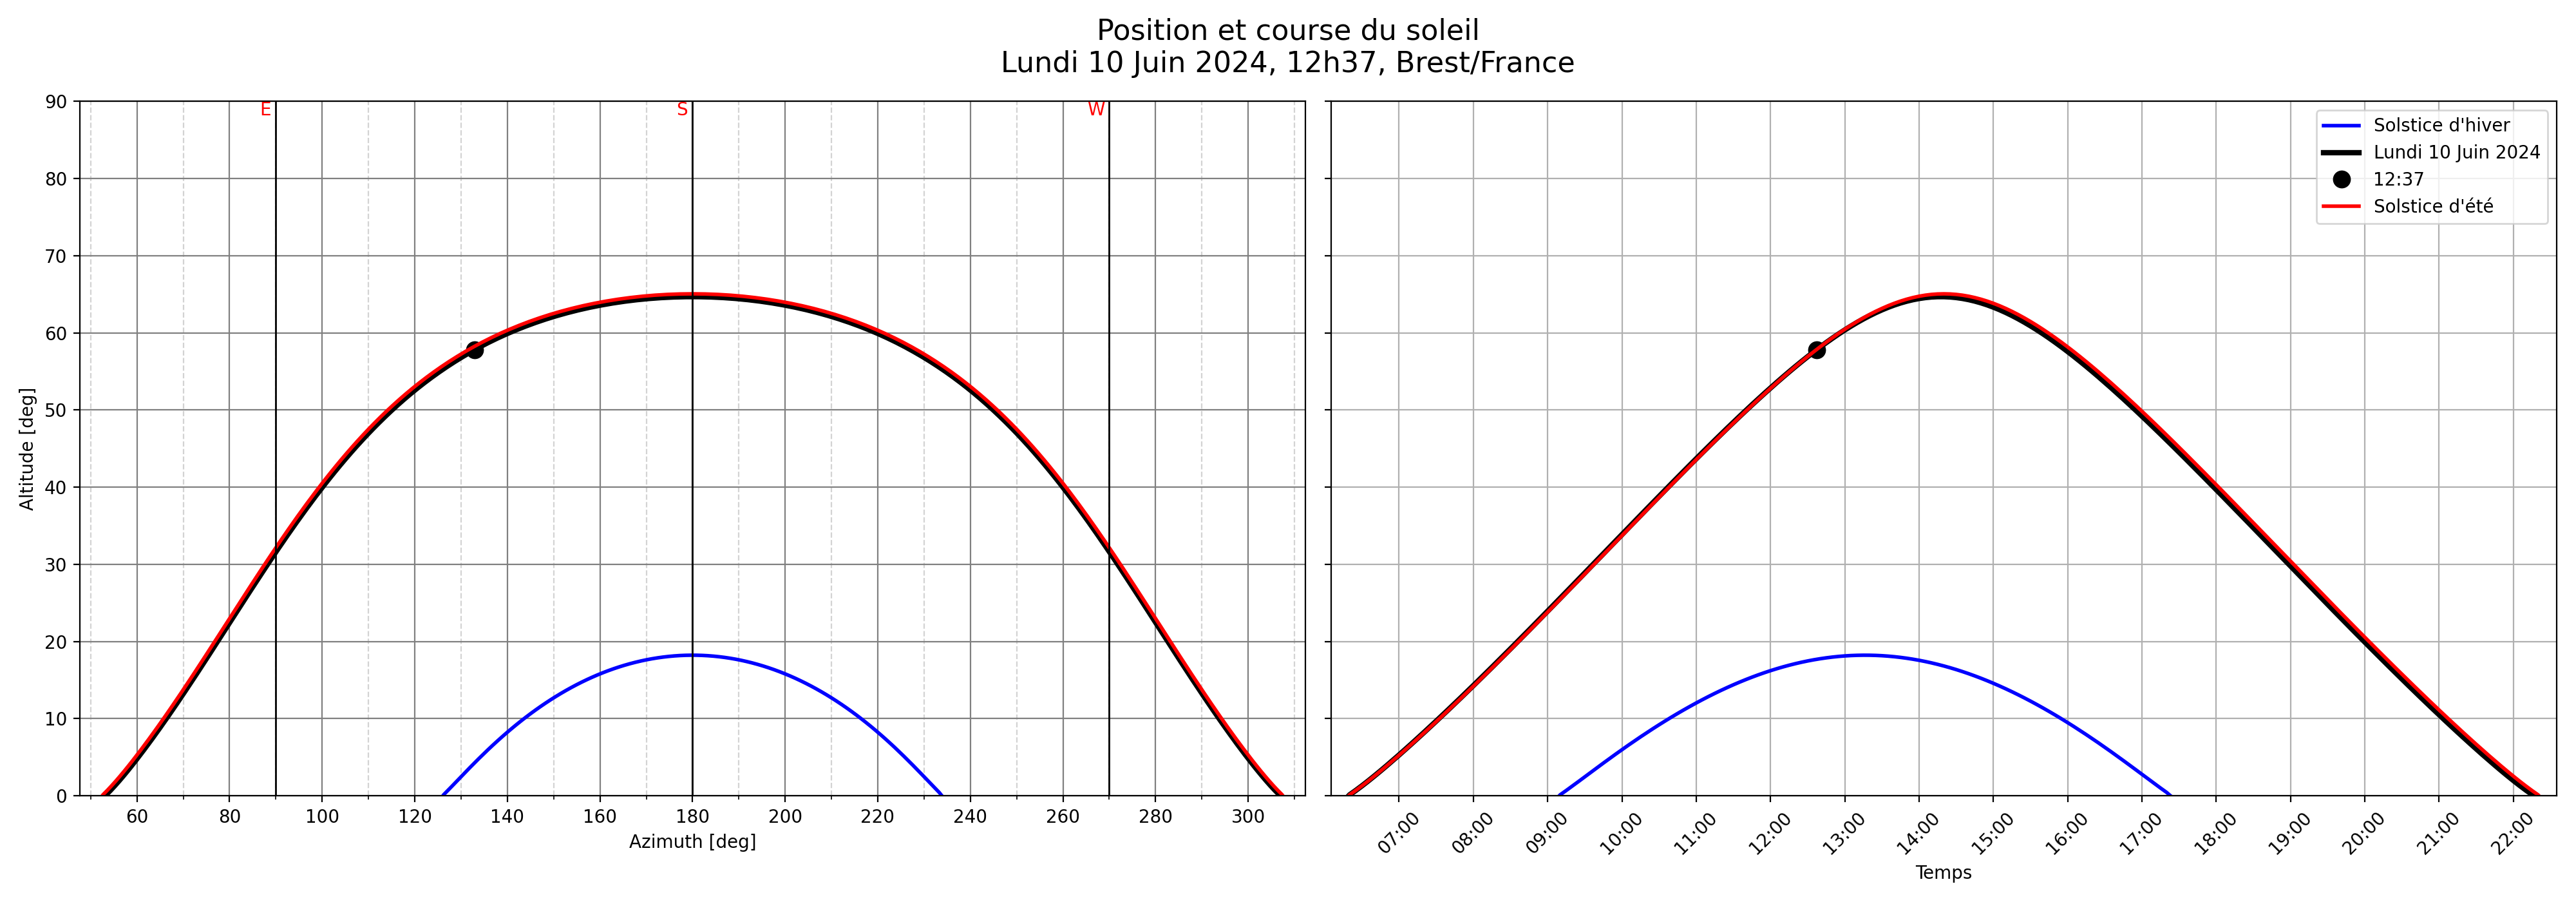 Position et course du soleil
Lundi 10 Juin 2024, 12h37, Brest/France
E
S
W
90
80
70
60
50
40
30
20
10
0
Altitude [deg]
60 80 100 120 140 160 180 200 220 240 260 280 300
Azimuth [deg]
Solstice d'hiver
Lundi 10 Juin 2024
12:37
Solstice d'été
07:00 08:00 09:00 10:00 11:00 12:00 13:00 14:00 15:00 16:00 17:00 18:00 19:00 20:00 21:00 22:00
Temps